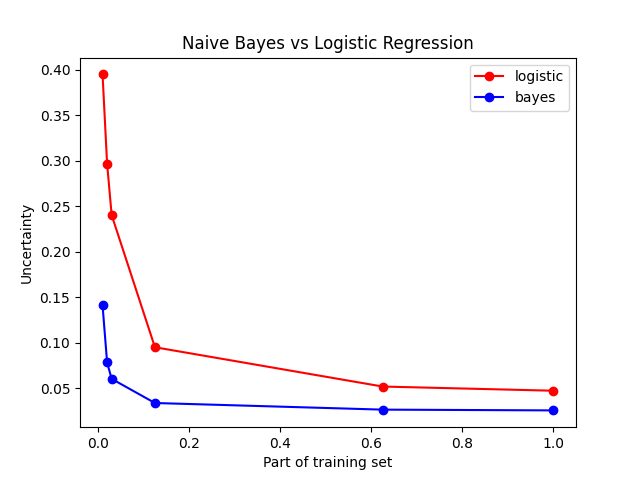 Naive Bayes vs Logistic Regression
logistic
bayes
0.40
0.35
0.30
0.25
0.20
0.15
0.10
0.05
Uncertainty
0.0 0.2 0.4 0.6 0.8 1.0
Part of training set